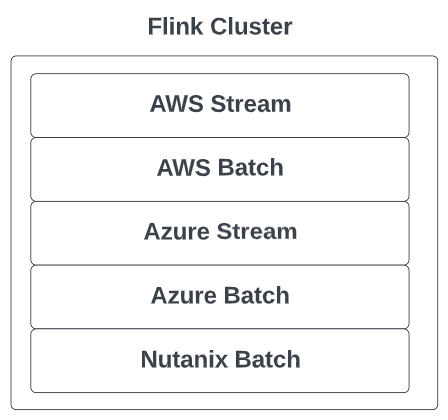 Flink Cluster
AWS Stream
AWS Batch
Azure Stream
Azure Batch
Nutanix Batch